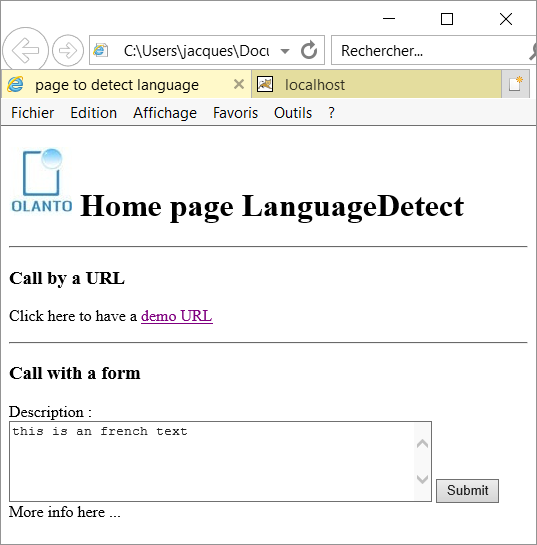 C:\Users\jacques\Docu
Rechercher...
page to detect language
localhost
Fichier Edition Affichage Favoris Outils ?
OLANTO
Home page LanguageDetect
Call by a URL
Click here to have a demo URL
Call with a form
Description :
this is an french text
Submit
More info here ...